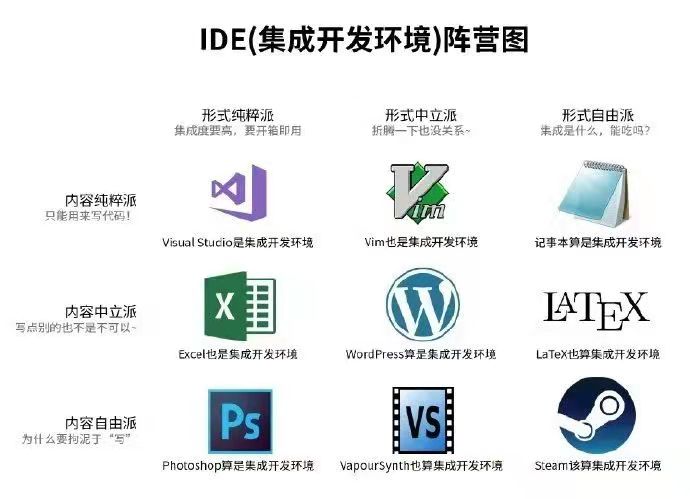 IDE(集成开发环境)阵营图
形式纯粹派 形式中立派 形式自由派
集成度要高，要开箱即用 折腾一下也没关系~ 集成是什么，能吃吗？
内容纯粹派
只能用来写代码！
Vim
Visual Studio是集成开发环境 Vim也是集成开发环境 记事本算是集成开发环境
X
W
LATEX
内容中立派
写点别的也不是不可以~
Excel也是集成开发环境 WordPress算是集成开发环境 LaTeX也算集成开发环境
Ps
VS
内容自由派
为什么要拘泥于“写”
Photoshop算是集成开发环境 VapourSynth也算集成开发环境 Steam该算集成开发环境